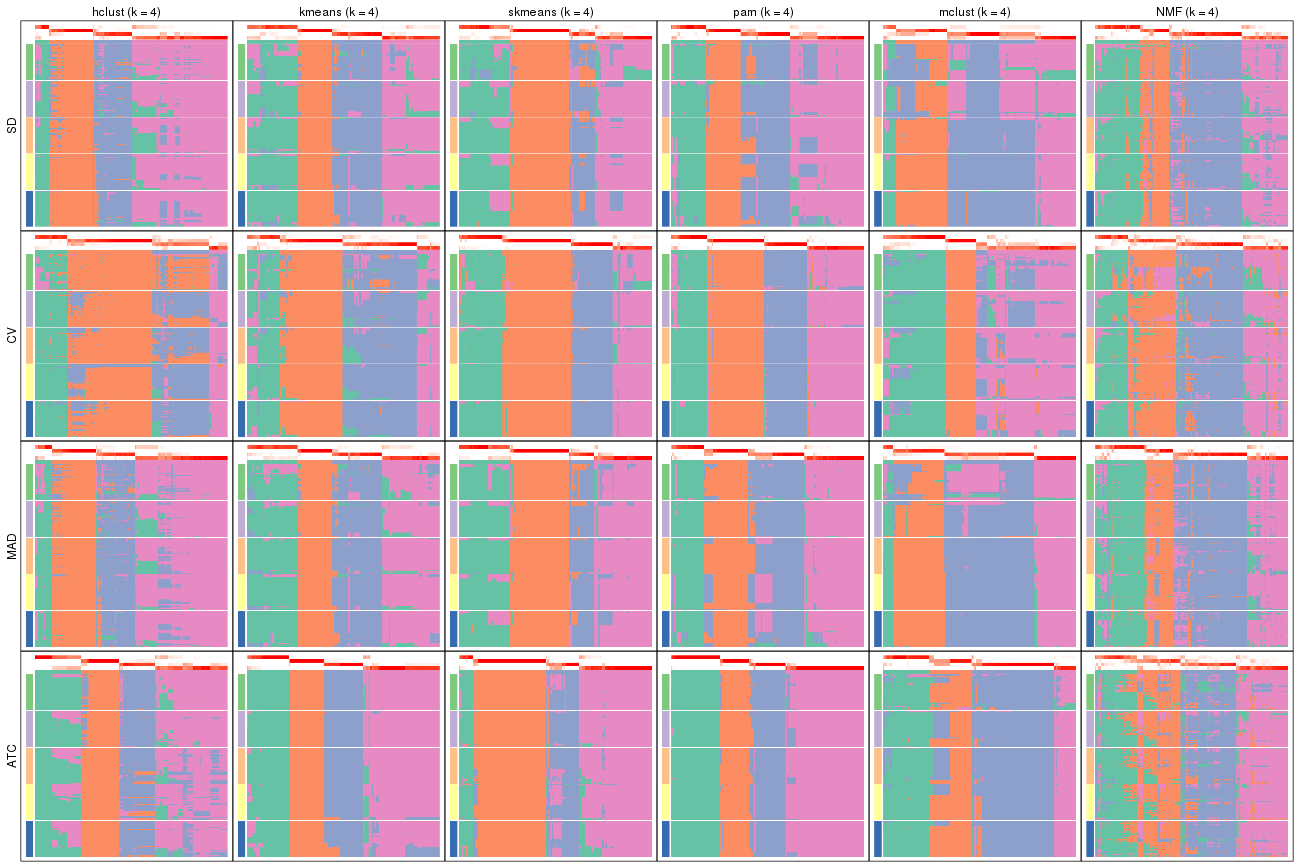 hclust (k = 4)
kmeans (k = 4)
skmeans (k = 4)
pam (k = 4)
mclust (k = 4)
NMF (k = 4)
SD
CV
MAD
ATC